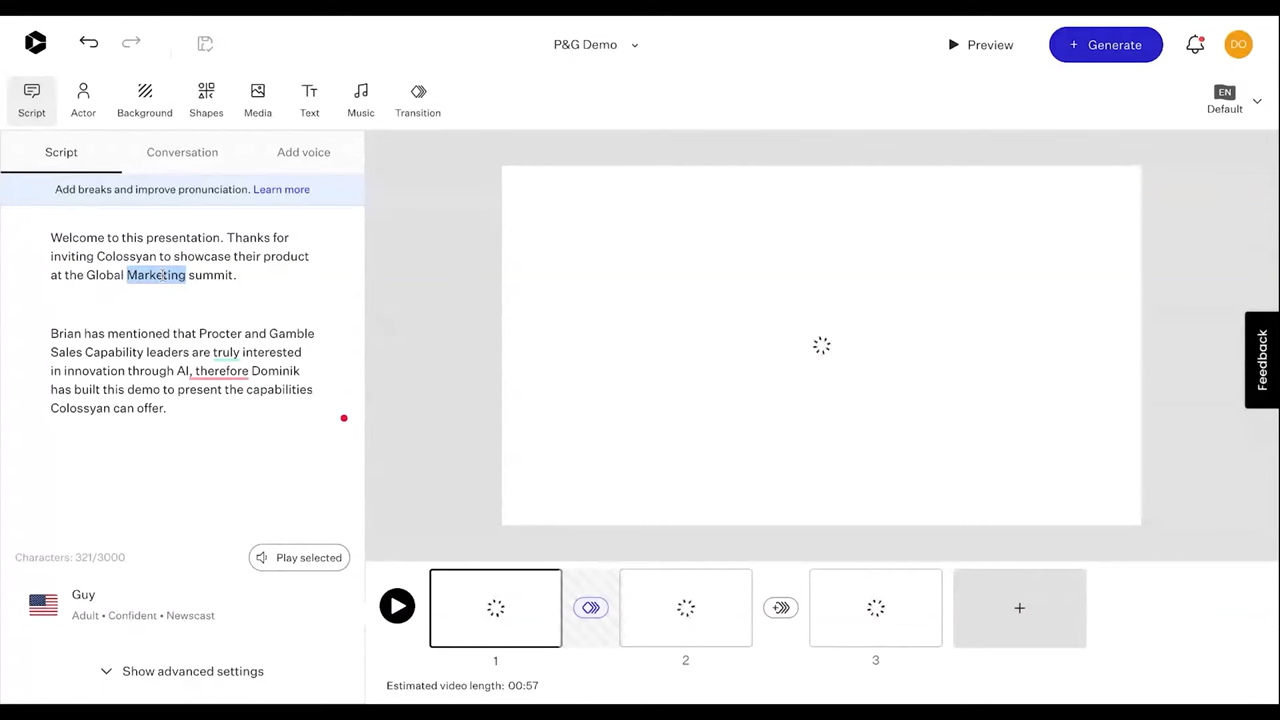 P&G Demo
Preview
+ Generate
DO
Script
Actor
Background
Shapes
Media
Text
Music
Transition
EN
Default
Script
Conversation
Add voice
Add breaks and improve pronunciation. Learn more
Welcome to this presentation. Thanks for
inviting Colossyan to showcase their product
at the Global Marketing summit.
Brian has mentioned that Procter and Gamble
Sales Capability leaders are truly interested
in innovation through AI, therefore Dominik
has built this demo to present the capabilities
Colossyan can offer.
Feedback
Characters: 321/3000
Play selected
Guy
Adult • Confident • Newscast
Show advanced settings
+
1
2
3
Estimated video length: 00:57